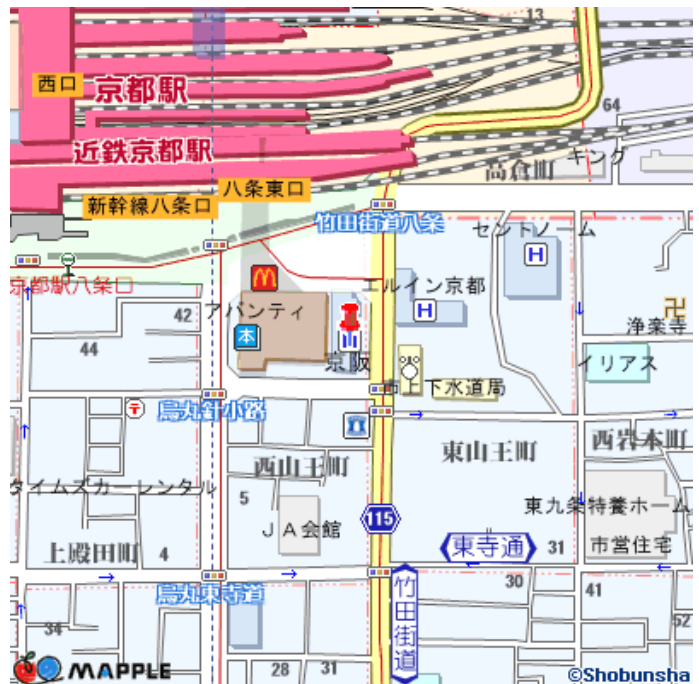 13
西口
京都駅
64
近鉄京都駅
高倉町
キング
八条東口
新幹線八条口
竹田街道八条
セントノーム
H
京都駅八条口
エルイン京都
H
42
アバンティ
本
浄楽寺
44
京阪
イリアス
市上下水道局
烏丸針小路
西山王町
東山王町
西岩本町
タイムズカーレンタル
5
東九条特養ホーム
115
JA会館
東寺通
31
市営住宅
上殿田町
4
烏丸東寺道
竹田街道
30
41
34
52
28
31
MAPPLE
©Shobunsha